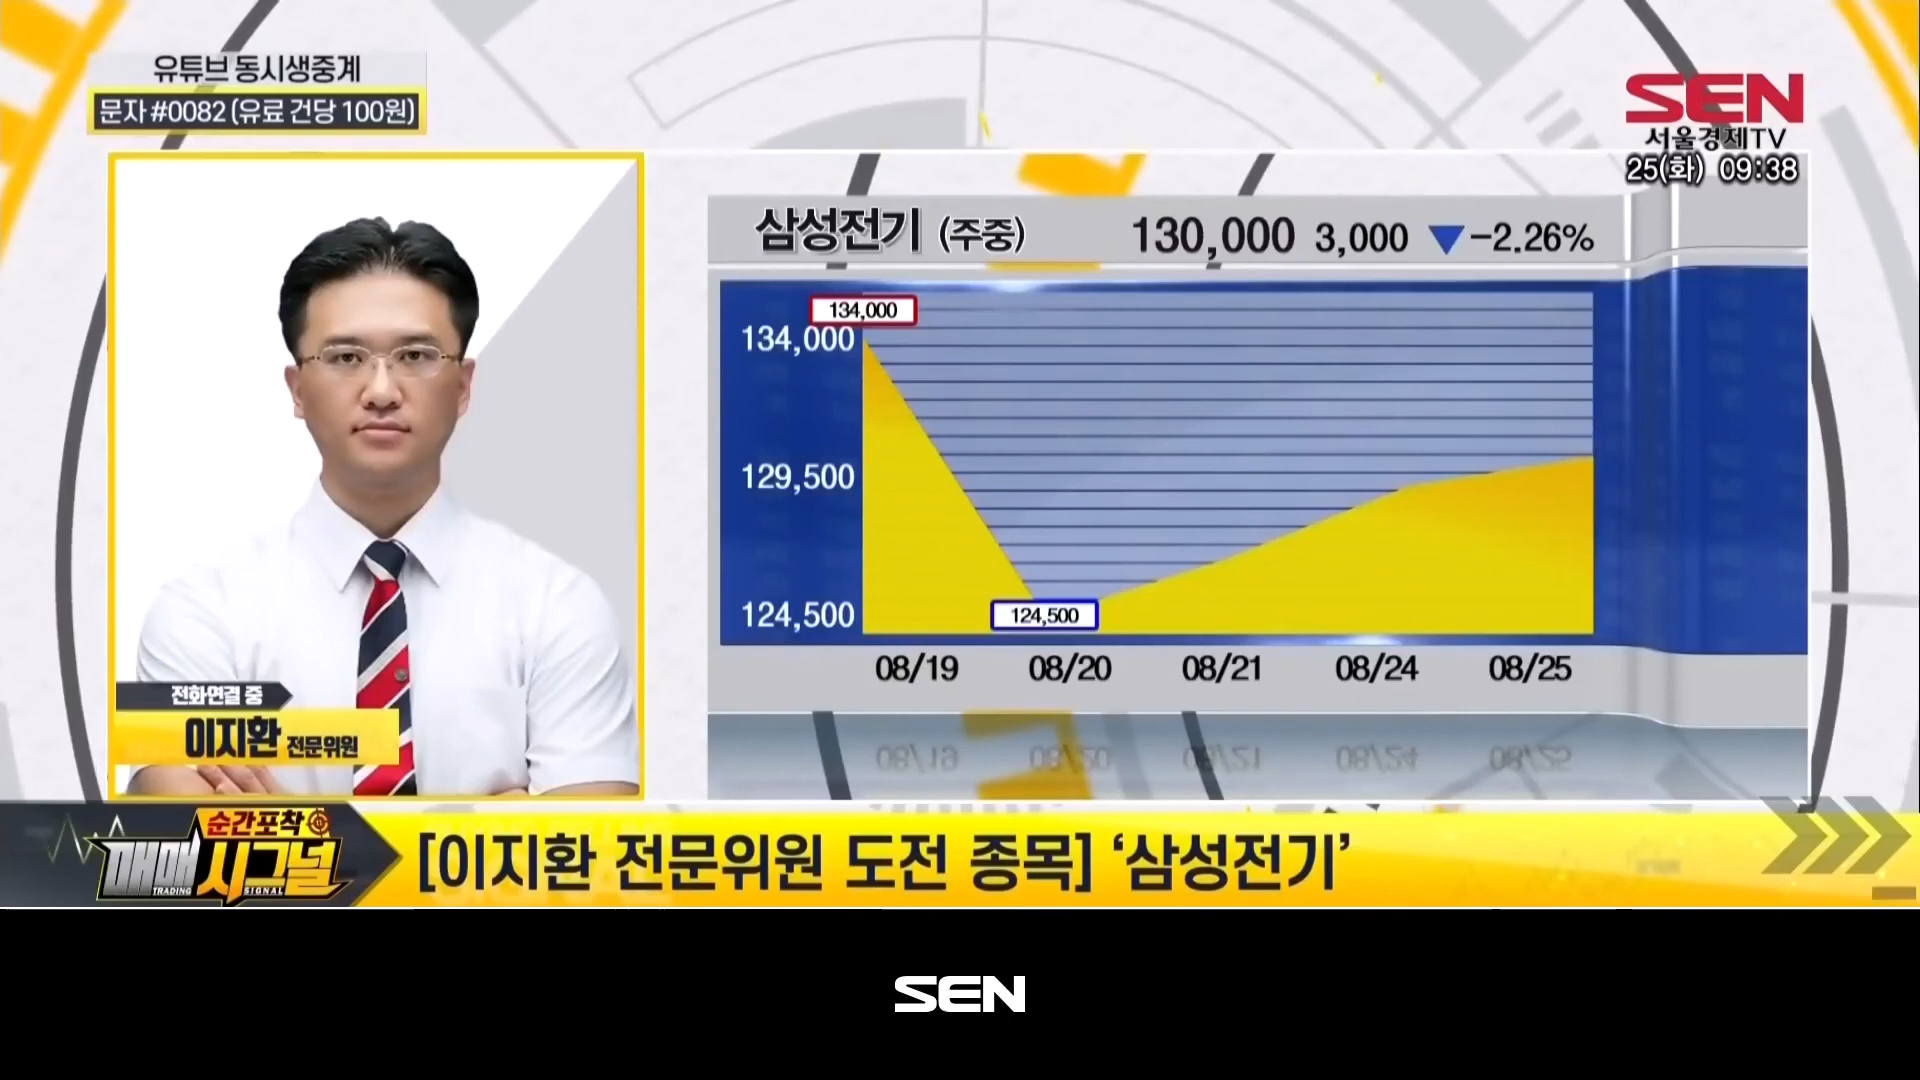 유튜브 동시생중계
문자 #0082 (유료 건당 100원)
SEN
서울경제TV
25(화) 09:38
삼성전기 (주중) 130,000 3,000 ▼-2.26%
134,000
134,000
129,500
124,500
124,500
08/19 08/20 08/21 08/24 08/25
전화연결 중
이지환 전문위원
순간포착
매매 시그널
TRADING SIGNAL
[이지환 전문위원 도전 종목] ‘삼성전기’
SEN